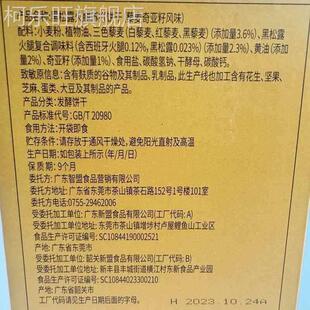 柯乐旺旗舰店
麦奇亚籽风味)
配料:小麦粉,植物油,三色藜麦(白藜麦,红藜麦,黑藜麦)(添加量3.6%),黑松露
火腿复合调味料(含西班牙火腿0.12%,黑松露0.023%)(添加量2.3%),黄油(添加
量2%),奇亚籽(添加量1%),食用盐,碳酸氢钠,干酵母,碳酸钙。
致敏原信息:含有麸质的谷物及其制品、乳制品,此生产线也加工含有花生、坚果、
芝麻、蛋类、大豆及其制品的产品。
产品类型:发酵饼干
产品标准代号:GB/T 20980
食用方法:开袋即食
贮存条件:请存放于通风干燥处,避免阳光直射及高温
生产日期:如包装上所示(年/月/日)
保质期:9个月
委托方:广东智盟食品营销有限公司
委托方地址:广东省东莞市茶山镇茶石路152号1号楼101室
委托方电话:0755-29462006
受委托加工单位:广东新盟食品有限公司(工厂代码:A)
受委托加工单位地址:东莞市茶山镇增埗村卢屋鲤鱼山工业区
食品生产许可证编号:SC10844190002521
产地:广东省东莞市
受委托加工单位:韶关新盟食品有限公司(工厂代码:B)
受委托加工单位地址:新丰县丰城街道横江村东新食品产业园
食品生产许可证编号:SC10844023300210
产地:广东省韶关市
工厂代码请见生产日期后面的字母。
H 2023.10.24A